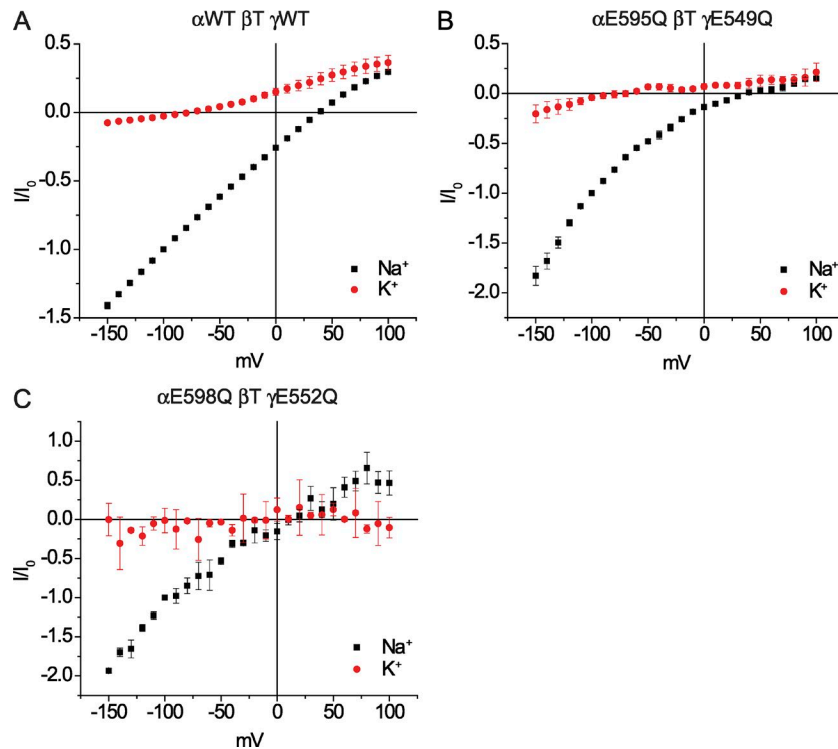 A
αWT βT γWT
0.5
0.0
-0.5
-1.0
-1.5
I/I₀
Na⁺
K⁺
-150 -100 -50 0 50 100
mV
B
αE595Q βT γE549Q
0.5
0.0
-0.5
-1.0
-1.5
-2.0
I/I₀
Na⁺
K⁺
-150 -100 -50 0 50 100
mV
C
αE598Q βT γE552Q
1.0
0.5
0.0
-0.5
-1.0
-1.5
-2.0
I/I₀
Na⁺
K⁺
-150 -100 -50 0 50 100
mV